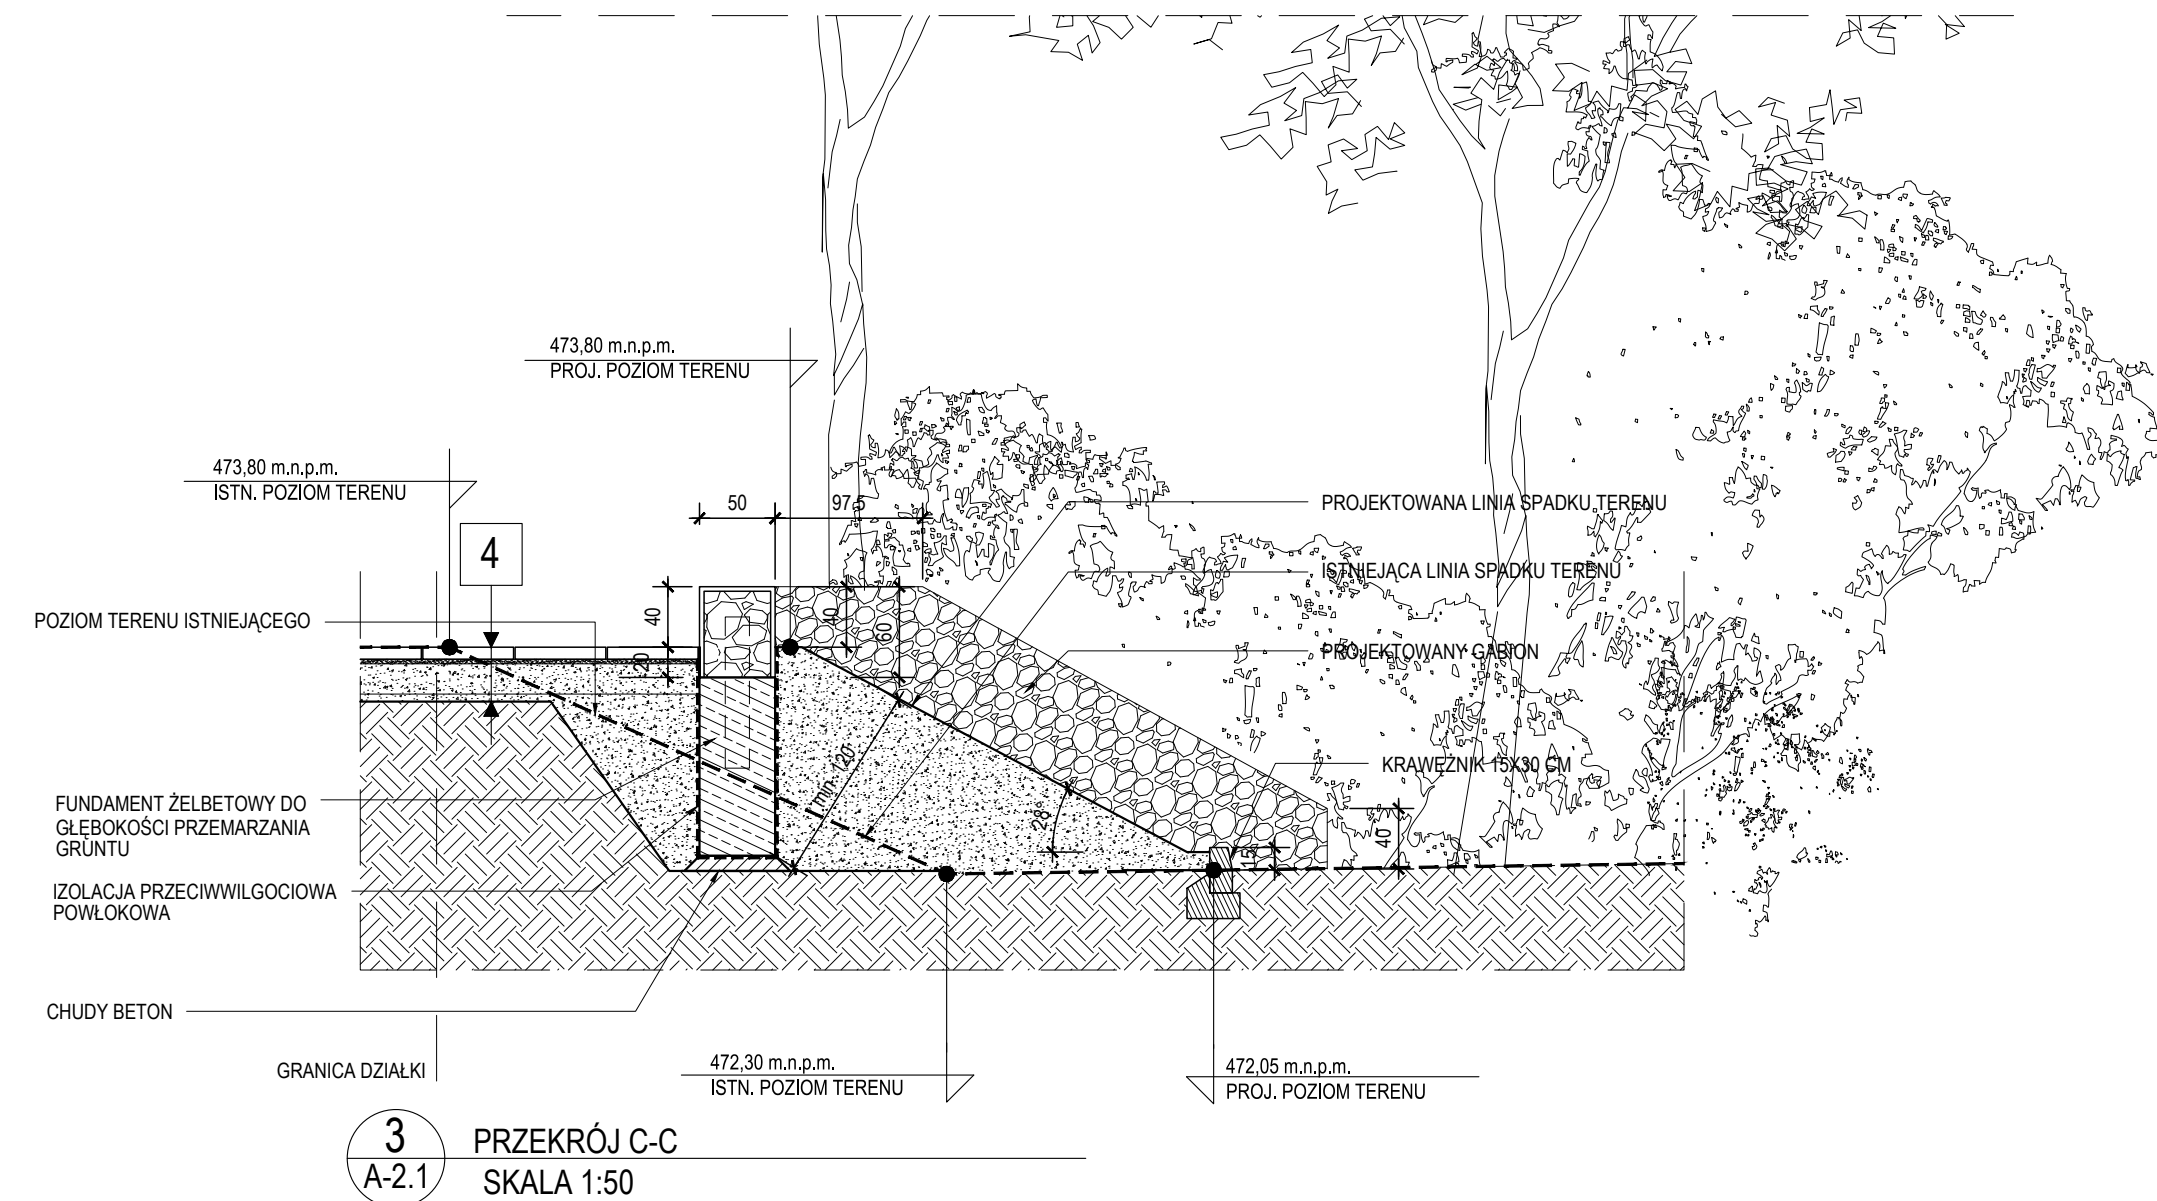 473,80 m.n.p.m.
PROJ. POZIOM TERENU
473,80 m.n.p.m.
ISTN. POZIOM TERENU
50
97,5
PROJEKTOWANA LINIA SPADKU TERENU
4
ISTNIEJĄCA LINIA SPADKU TERENU
POZIOM TERENU ISTNIEJĄCEGO
40
40
60
20
PROJEKTOWANY GABION
min. 120
28°
KRAWĘŻNIK 15X30 CM
40
15
FUNDAMENT ŻELBETOWY DO
GŁĘBOKOŚCI PRZEMARZANIA
GRUNTU
IZOLACJA PRZECIWWILGOCIOWA
POWŁOKOWA
CHUDY BETON
GRANICA DZIAŁKI
472,30 m.n.p.m.
ISTN. POZIOM TERENU
472,05 m.n.p.m.
PROJ. POZIOM TERENU
3
A-2.1
PRZEKRÓJ C-C
SKALA 1:50